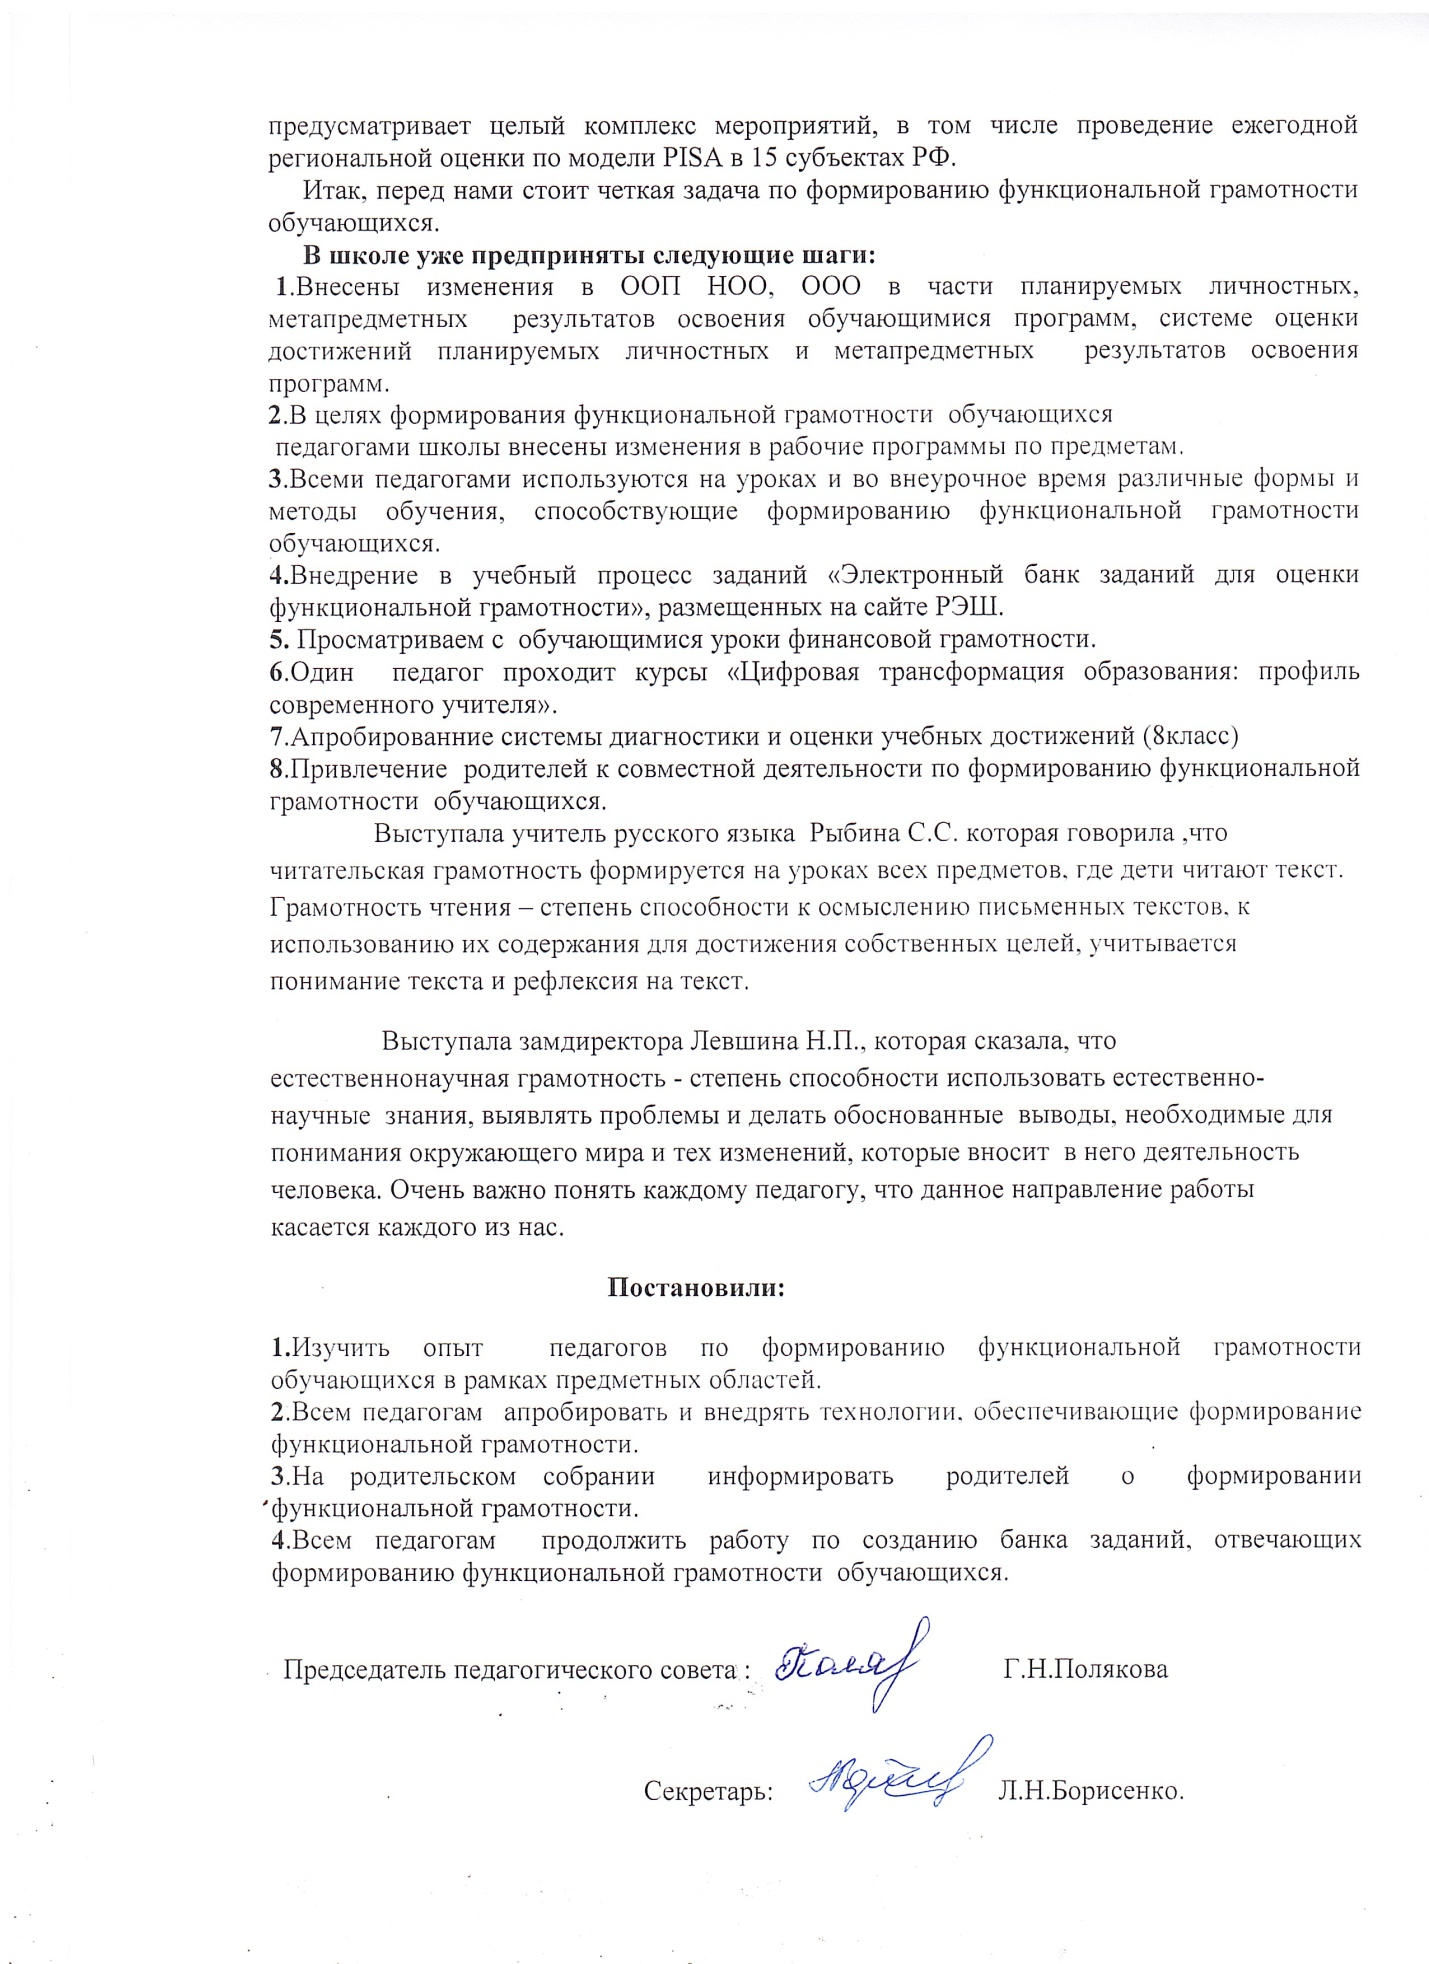 предусматривает целый комплекс мероприятий, в том числе проведение ежегодной
региональной оценки по модели PISA в 15 субъектах РФ.
Итак, перед нами стоит четкая задача по формированию функциональной грамотности
обучающихся.
В школе уже предприняты следующие шаги:
1.Внесены изменения в ООП НОО, ООО в части планируемых личностных,
метапредметных результатов освоения обучающимися программ, системе оценки
достижений планируемых личностных и метапредметных результатов освоения
программ.
2.В целях формирования функциональной грамотности обучающихся
педагогами школы внесены изменения в рабочие программы по предметам.
3.Всеми педагогами используются на уроках и во внеурочное время различные формы и
методы обучения, способствующие формированию функциональной грамотности
обучающихся.
4.Внедрение в учебный процесс заданий «Электронный банк заданий для оценки
функциональной грамотности», размещенных на сайте РЭШ.
5. Просматриваем с обучающимися уроки финансовой грамотности.
6.Один педагог проходит курсы «Цифровая трансформация образования: профиль
современного учителя».
7.Апробированние системы диагностики и оценки учебных достижений (8класс)
8.Привлечение родителей к совместной деятельности по формированию функциональной
грамотности обучающихся.
Выступала учитель русского языка Рыбина С.С. которая говорила ,что
читательская грамотность формируется на уроках всех предметов, где дети читают текст.
Грамотность чтения – степень способности к осмыслению письменных текстов, к
использованию их содержания для достижения собственных целей, учитывается
понимание текста и рефлексия на текст.
Выступала замдиректора Левшина Н.П., которая сказала, что
естественнонаучная грамотность - степень способности использовать естественно-
научные знания, выявлять проблемы и делать обоснованные выводы, необходимые для
понимания окружающего мира и тех изменений, которые вносит в него деятельность
человека. Очень важно понять каждому педагогу, что данное направление работы
касается каждого из нас.
Постановили:
1.Изучить опыт педагогов по формированию функциональной грамотности
обучающихся в рамках предметных областей.
2.Всем педагогам апробировать и внедрять технологии, обеспечивающие формирование
функциональной грамотности.
3.На родительском собрании информировать родителей о формировании
функциональной грамотности.
4.Всем педагогам продолжить работу по созданию банка заданий, отвечающих
формированию функциональной грамотности обучающихся.
Председатель педагогического совета : Г.Н.Полякова
Секретарь: Л.Н.Борисенко.